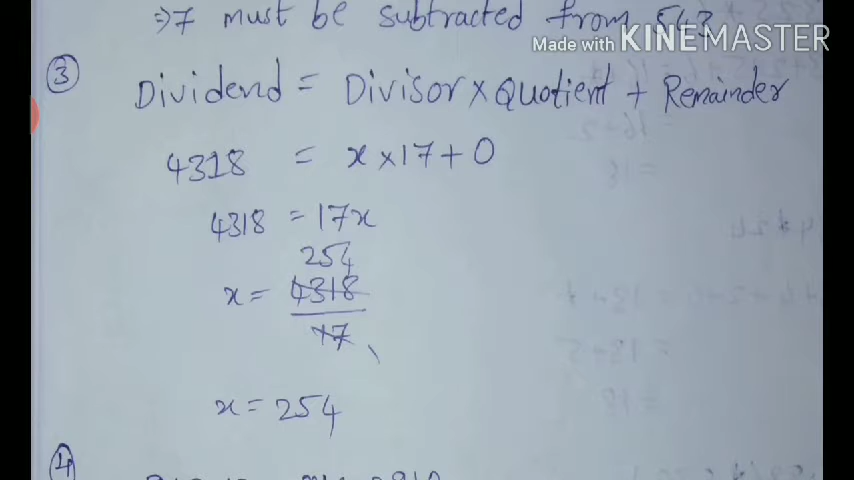 ⇒7 must be subtracted from 543
Made with KINEMASTER
③ Dividend = Divisor × Quotient + Remainder
4318 = x × 17 + 0
4318 = 17x
254
x = 4318
17
x = 254
④